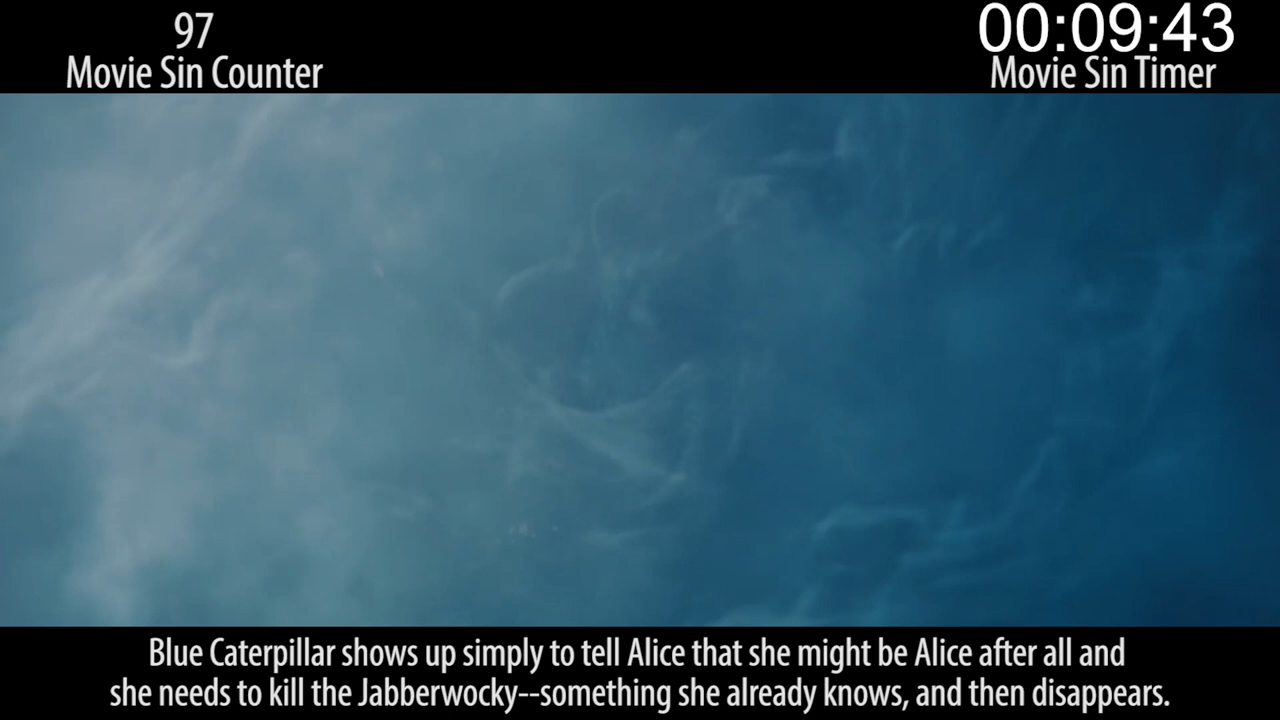 97
Movie Sin Counter
00:09:43
Movie Sin Timer
Blue Caterpillar shows up simply to tell Alice that she might be Alice after all and
she needs to kill the Jabberwocky--something she already knows, and then disappears.